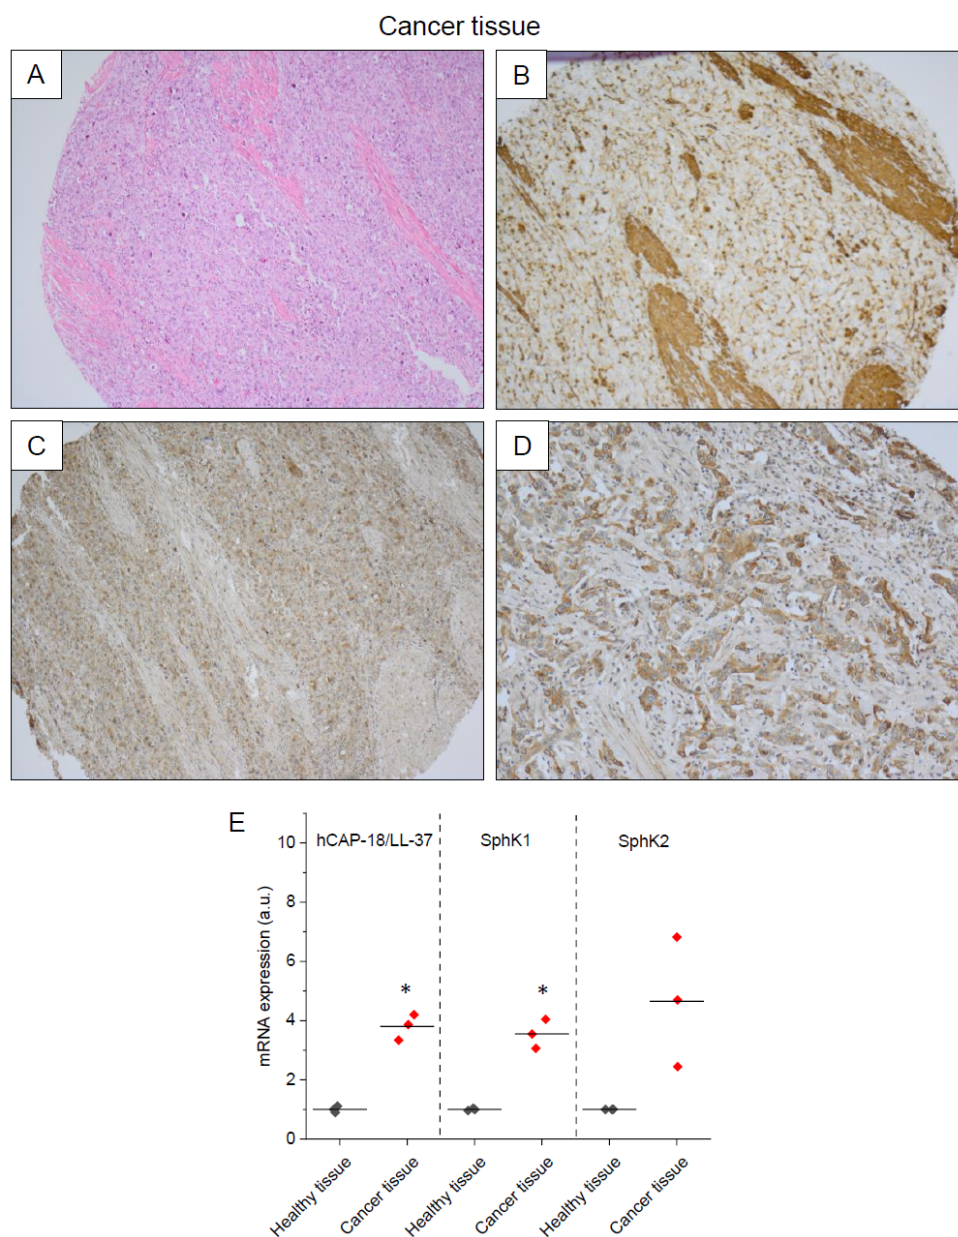 Cancer tissue
A
B
C
D
E
hCAP-18/LL-37
SphK1
SphK2
mRNA expression (a.u.)
10
8
6
4
2
0
*
*
Healthy tissue
Cancer tissue
Healthy tissue
Cancer tissue
Healthy tissue
Cancer tissue